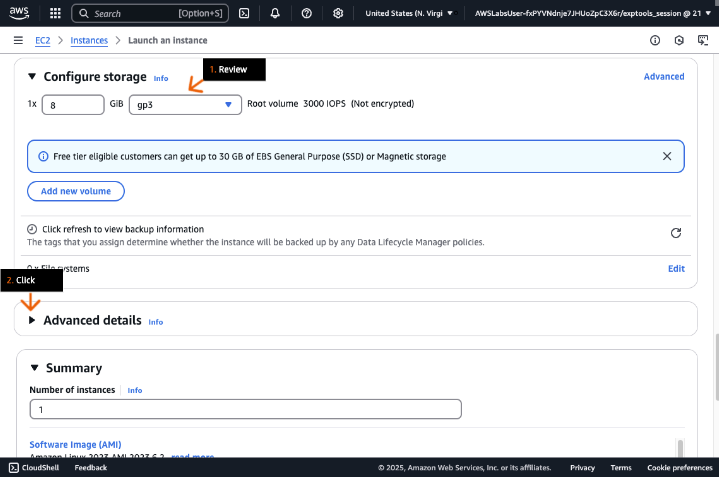 aws
Search [Option+S]
United States (N. Virgi
AWSLabsUser-fxPYVNdnje7JHUoZpC3X6r/exptools_session @ 21
EC2 > Instances > Launch an instance
1. Review
Configure storage Info
Advanced
1x 8 GiB gp3 Root volume 3000 IOPS (Not encrypted)
Free tier eligible customers can get up to 30 GB of EBS General Purpose (SSD) or Magnetic storage
Add new volume
Click refresh to view backup information
The tags that you assign determine whether the instance will be backed up by any Data Lifecycle Manager policies.
0 x File systems
Edit
2. Click
Advanced details Info
Summary
Number of instances Info
1
Software Image (AMI)
Amazon Linux 2023 AMI 2023.6.2... read more
CloudShell Feedback © 2025, Amazon Web Services, Inc. or its affiliates. Privacy Terms Cookie preferences